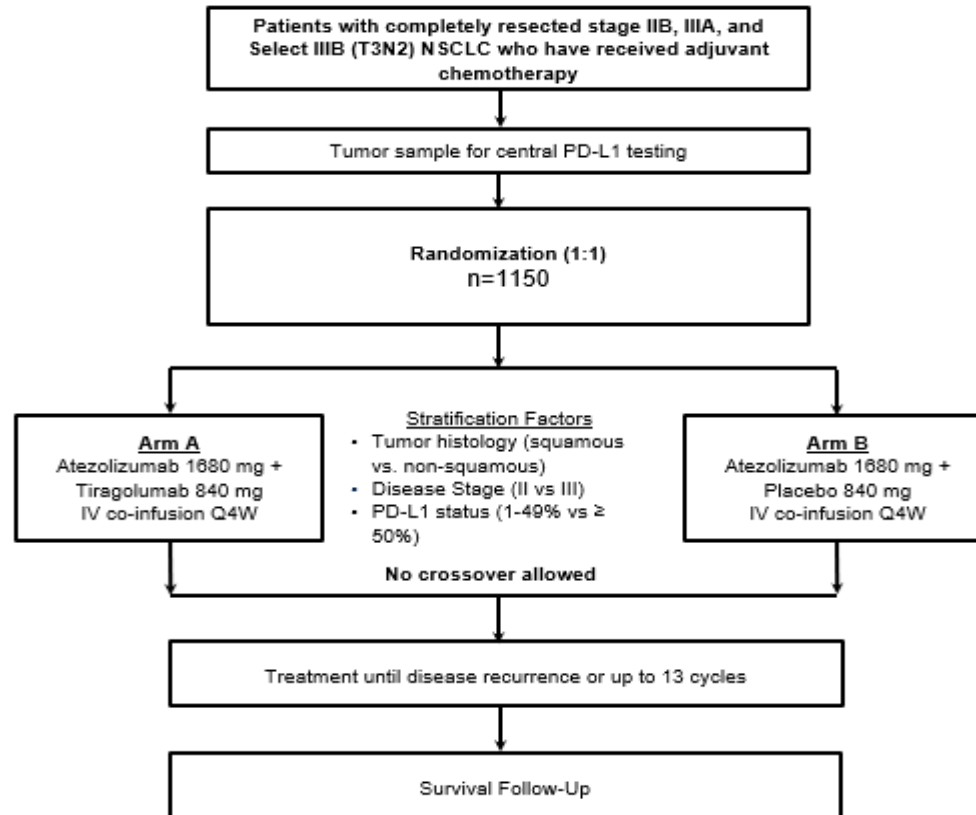 Patients with completely resected stage IIB, IIIA, and
Select IIIB (T3N2) NSCLC who have received adjuvant
chemotherapy
Tumor sample for central PD-L1 testing
Randomization (1:1)
n=1150
Arm A
Atezolizumab 1680 mg +
Tiragolumab 840 mg
IV co-infusion Q4W
Stratification Factors
• Tumor histology (squamous
vs. non-squamous)
• Disease Stage (II vs III)
• PD-L1 status (1-49% vs ≥
50%)
No crossover allowed
Arm B
Atezolizumab 1680 mg +
Placebo 840 mg
IV co-infusion Q4W
Treatment until disease recurrence or up to 13 cycles
Survival Follow-Up